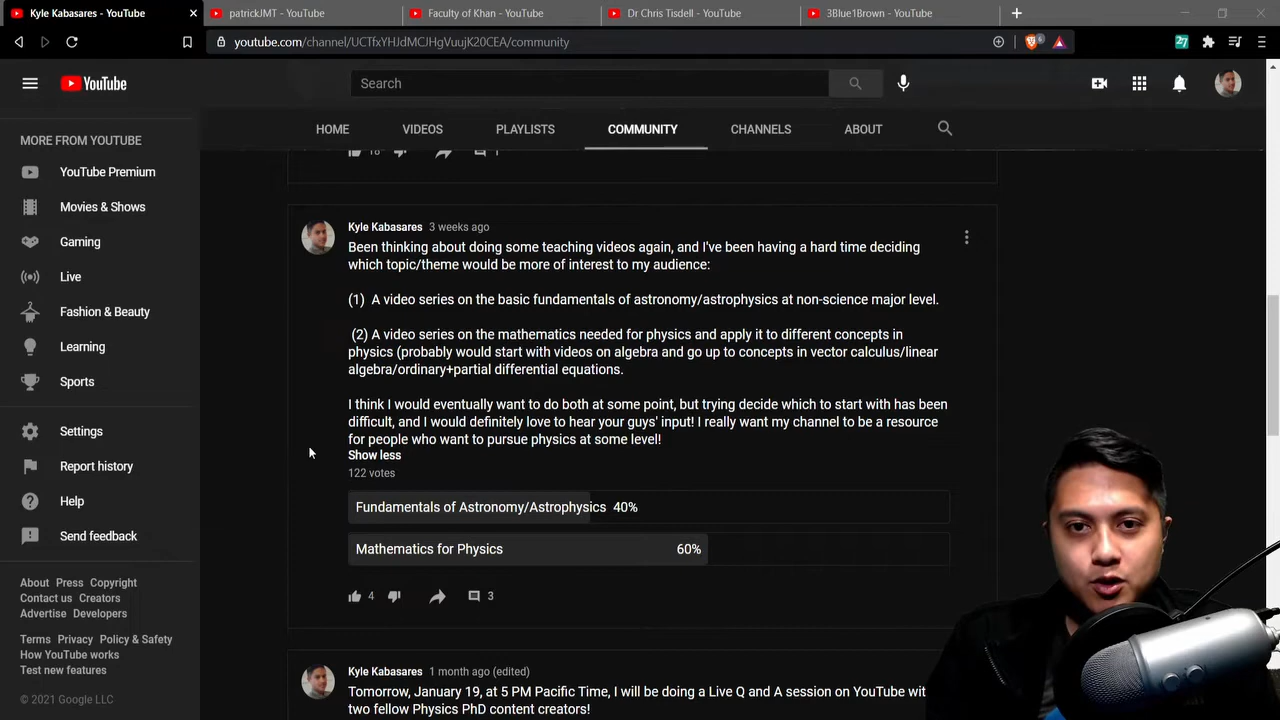 Kyle Kabasares - YouTube
patrickJMT - YouTube
Faculty of Khan - YouTube
Dr Chris Tisdell - YouTube
3Blue1Brown - YouTube
youtube.com/channel/UCTfxYHJdMCJHgVuujK20CEA/community
6
27
YouTube
Search
HOME
VIDEOS
PLAYLISTS
COMMUNITY
CHANNELS
ABOUT
MORE FROM YOUTUBE
YouTube Premium
Movies & Shows
Gaming
Live
Fashion & Beauty
Learning
Sports
Settings
Report history
Help
Send feedback
About Press Copyright
Contact us Creators
Advertise Developers
Terms Privacy Policy & Safety
How YouTube works
Test new features
© 2021 Google LLC
18 1
Kyle Kabasares 3 weeks ago
Been thinking about doing some teaching videos again, and I've been having a hard time deciding
which topic/theme would be more of interest to my audience:
(1) A video series on the basic fundamentals of astronomy/astrophysics at non-science major level.
(2) A video series on the mathematics needed for physics and apply it to different concepts in
physics (probably would start with videos on algebra and go up to concepts in vector calculus/linear
algebra/ordinary+partial differential equations.
I think I would eventually want to do both at some point, but trying decide which to start with has been
difficult, and I would definitely love to hear your guys' input! I really want my channel to be a resource
for people who want to pursue physics at some level!
Show less
122 votes
Fundamentals of Astronomy/Astrophysics 40%
Mathematics for Physics 60%
4 3
Kyle Kabasares 1 month ago (edited)
Tomorrow, January 19, at 5 PM Pacific Time, I will be doing a Live Q and A session on YouTube wit
two fellow Physics PhD content creators!